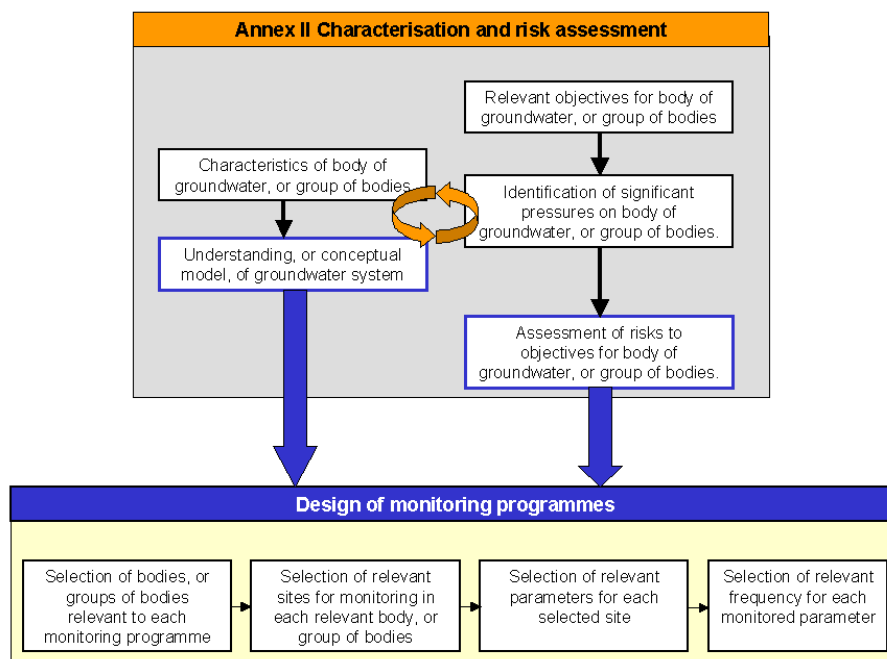 Annex II Characterisation and risk assessment
Relevant objectives for body of
groundwater, or group of bodies
Characteristics of body of
groundwater, or group of bodies
Identification of significant
pressures on body of
groundwater, or group of bodies.
Understanding, or conceptual
model, of groundwater system
Assessment of risks to
objectives for body of
groundwater, or group of bodies.
Design of monitoring programmes
Selection of bodies, or
groups of bodies
relevant to each
monitoring programme
Selection of relevant
sites for monitoring in
each relevant body, or
group of bodies
Selection of relevant
parameters for each
selected site
Selection of relevant
frequency for each
monitored parameter